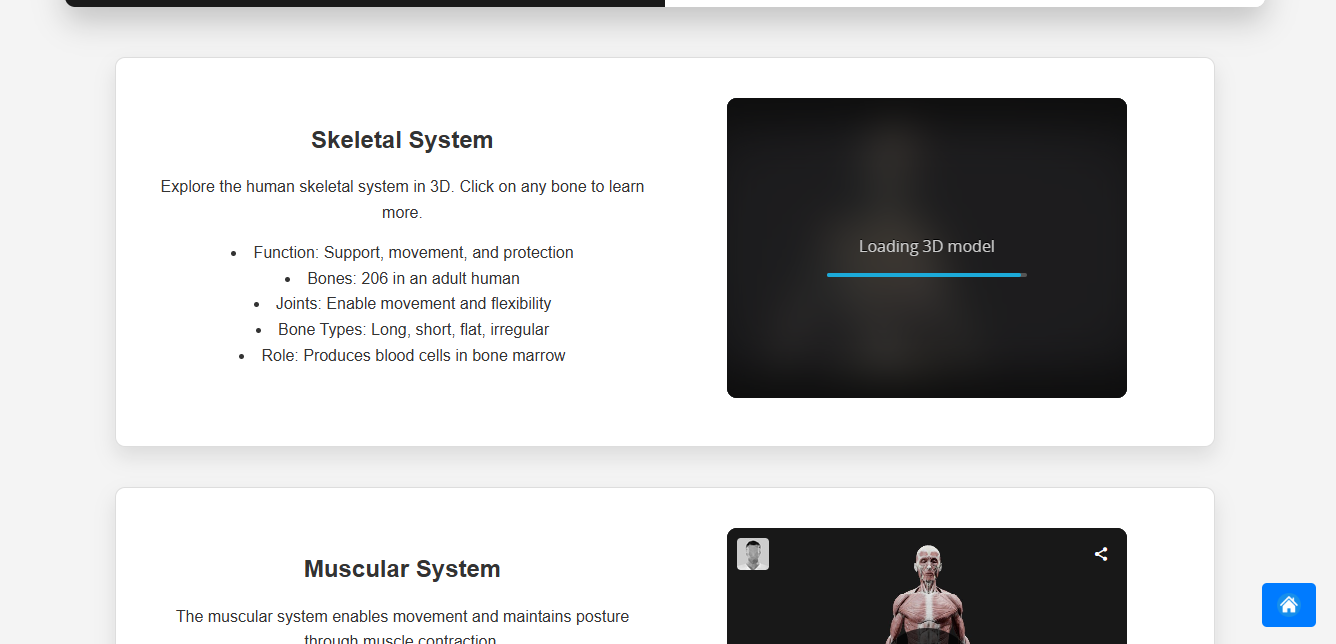 Skeletal System
Explore the human skeletal system in 3D. Click on any bone to learn
more.
• Function: Support, movement, and protection
• Bones: 206 in an adult human
• Joints: Enable movement and flexibility
• Bone Types: Long, short, flat, irregular
• Role: Produces blood cells in bone marrow
Loading 3D model
Muscular System
The muscular system enables movement and maintains posture
through muscle contraction.